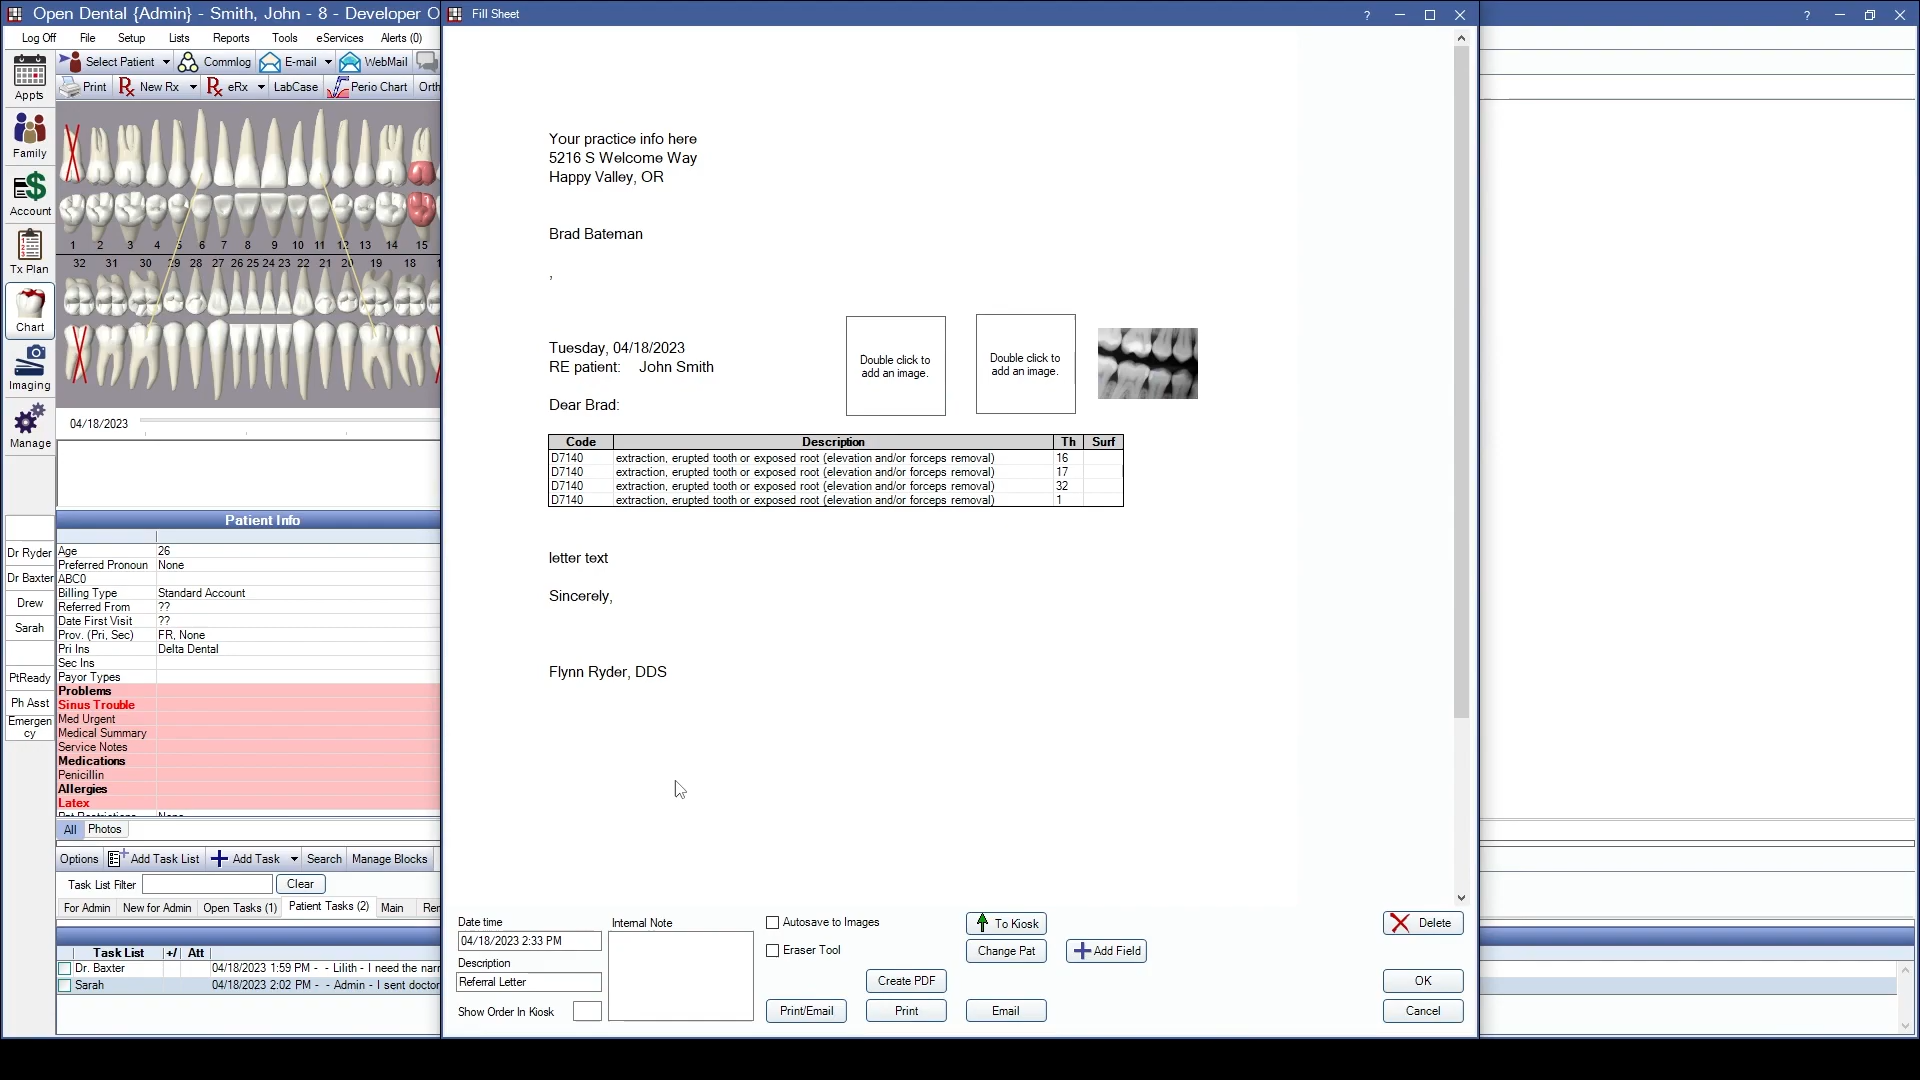 Open Dental {Admin} - Smith, John - 8 - Developer O
Fill Sheet
?
?
Log Off File Setup Lists Reports Tools eServices Alerts (0)
Select Patient Commlog E-mail WebMail
Print New Rx eRx LabCase Perio Chart Orth
Appts
Family
Account
Tx Plan
Chart
Imaging
Manage
1 2 3 4 5 6 7 8 9 10 11 12 13 14 15
32 31 30 29 28 27 26 25 24 23 22 21 20 19 18 1
04/18/2023
Dr Ryder
Dr Baxter
Drew
Sarah
PtReady
Ph Asst
Emergen
cy
Patient Info
Age 26
Preferred Pronoun None
ABC0
Billing Type Standard Account
Referred From ??
Date First Visit ??
Prov. (Pri, Sec) FR, None
Pri Ins Delta Dental
Sec Ins
Payor Types
Problems
Sinus Trouble
Med Urgent
Medical Summary
Service Notes
Medications
Penicillin
Allergies
Latex
Pat Restrictions None
All Photos
Options Add Task List Add Task Search Manage Blocks
Task List Filter Clear
For Admin New for Admin Open Tasks (1) Patient Tasks (2) Main Rem
Task List +/ Att
Dr. Baxter 04/18/2023 1:59 PM - - Lilith - I need the narr
Sarah 04/18/2023 2:02 PM - - Admin - I sent doctor
Your practice info here
5216 S Welcome Way
Happy Valley, OR
Brad Bateman
,
Tuesday, 04/18/2023
RE patient: John Smith
Dear Brad:
Double click to
add an image.
Double click to
add an image.
Code Description Th Surf
D7140 extraction, erupted tooth or exposed root (elevation and/or forceps removal) 16
D7140 extraction, erupted tooth or exposed root (elevation and/or forceps removal) 17
D7140 extraction, erupted tooth or exposed root (elevation and/or forceps removal) 32
D7140 extraction, erupted tooth or exposed root (elevation and/or forceps removal) 1
letter text
Sincerely,
Flynn Ryder, DDS
Date time
04/18/2023 2:33 PM
Description
Referral Letter
Show Order In Kiosk
Internal Note
Autosave to Images
Eraser Tool
To Kiosk
Change Pat
Add Field
Create PDF
Print/Email
Print
Email
Delete
OK
Cancel